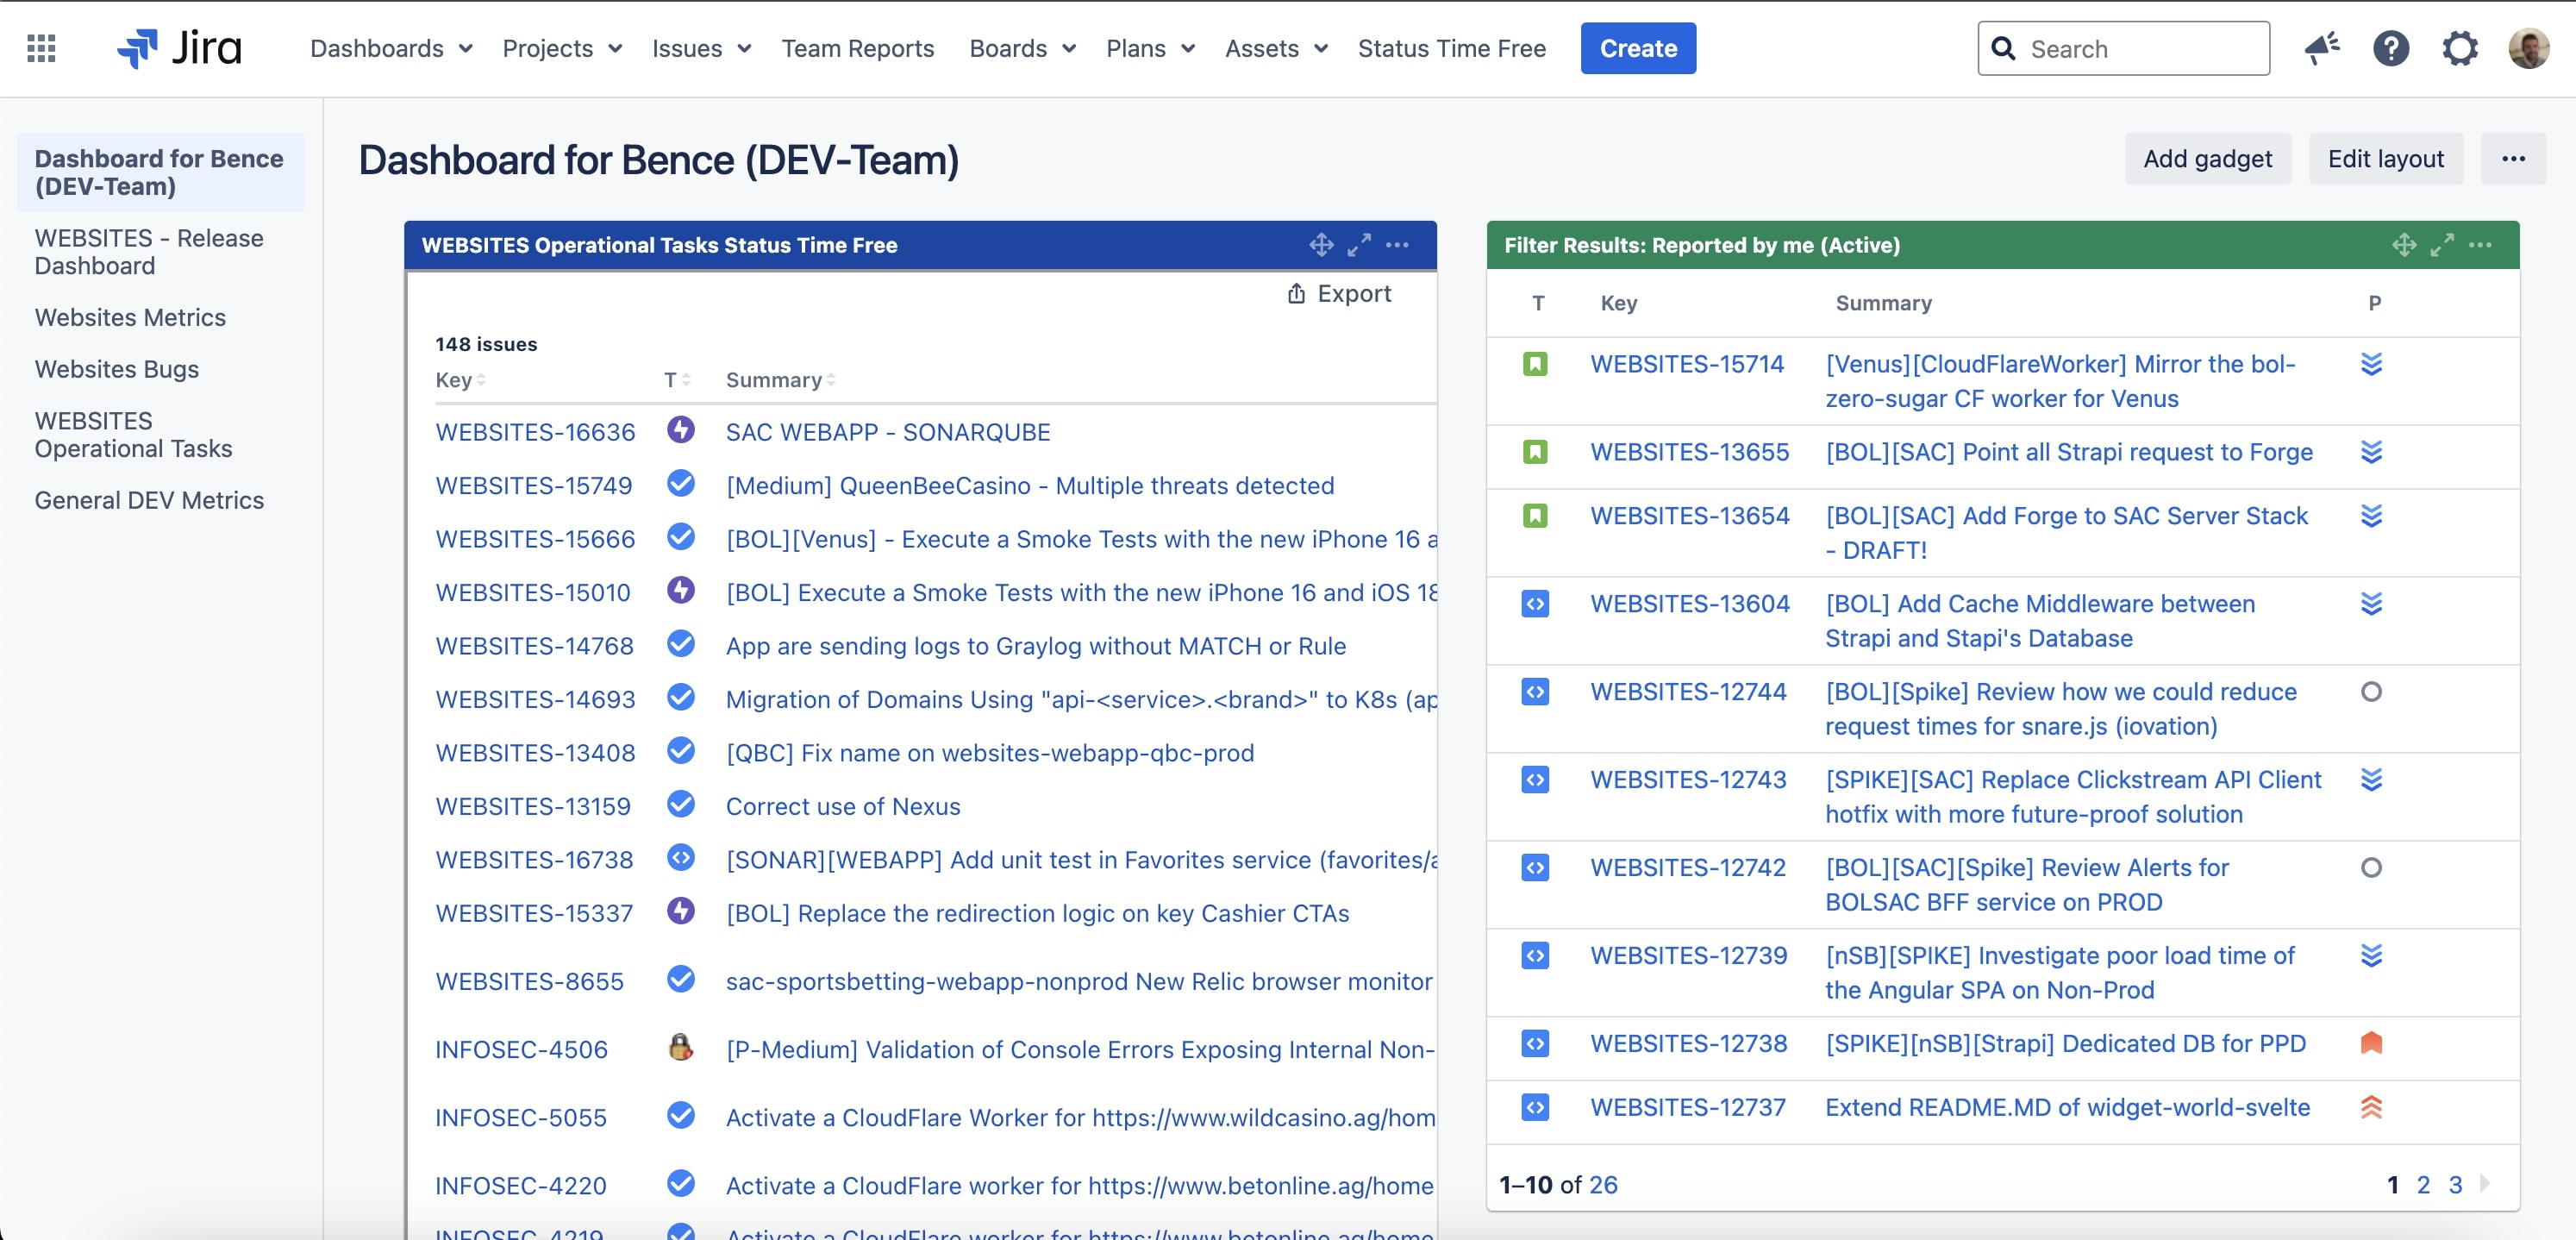 Jira
Dashboards
Projects
Issues
Team Reports
Boards
Plans
Assets
Status Time Free
Create
Search
Dashboard for Bence
(DEV-Team)
WEBSITES - Release
Dashboard
Websites Metrics
Websites Bugs
WEBSITES
Operational Tasks
General DEV Metrics
Dashboard for Bence (DEV-Team)
Add gadget
Edit layout
WEBSITES Operational Tasks Status Time Free
Export
148 issues
Key T Summary
WEBSITES-16636 SAC WEBAPP - SONARQUBE
WEBSITES-15749 [Medium] QueenBeeCasino - Multiple threats detected
WEBSITES-15666 [BOL][Venus] - Execute a Smoke Tests with the new iPhone 16 a
WEBSITES-15010 [BOL] Execute a Smoke Tests with the new iPhone 16 and iOS 18
WEBSITES-14768 App are sending logs to Graylog without MATCH or Rule
WEBSITES-14693 Migration of Domains Using "api-<service>.<brand>" to K8s (ap
WEBSITES-13408 [QBC] Fix name on websites-webapp-qbc-prod
WEBSITES-13159 Correct use of Nexus
WEBSITES-16738 [SONAR][WEBAPP] Add unit test in Favorites service (favorites/a
WEBSITES-15337 [BOL] Replace the redirection logic on key Cashier CTAs
WEBSITES-8655 sac-sportsbetting-webapp-nonprod New Relic browser monitor
INFOSEC-4506 [P-Medium] Validation of Console Errors Exposing Internal Non-
INFOSEC-5055 Activate a CloudFlare Worker for https://www.wildcasino.ag/hom
INFOSEC-4220 Activate a CloudFlare worker for https://www.betonline.ag/home
INFOSEC-4219 Activate a CloudFlare worker for https://www.betonline.ag/home
Filter Results: Reported by me (Active)
T Key Summary P
WEBSITES-15714 [Venus][CloudFlareWorker] Mirror the bol-
zero-sugar CF worker for Venus
WEBSITES-13655 [BOL][SAC] Point all Strapi request to Forge
WEBSITES-13654 [BOL][SAC] Add Forge to SAC Server Stack
- DRAFT!
WEBSITES-13604 [BOL] Add Cache Middleware between
Strapi and Stapi's Database
WEBSITES-12744 [BOL][Spike] Review how we could reduce
request times for snare.js (iovation)
WEBSITES-12743 [SPIKE][SAC] Replace Clickstream API Client
hotfix with more future-proof solution
WEBSITES-12742 [BOL][SAC][Spike] Review Alerts for
BOLSAC BFF service on PROD
WEBSITES-12739 [nSB][SPIKE] Investigate poor load time of
the Angular SPA on Non-Prod
WEBSITES-12738 [SPIKE][nSB][Strapi] Dedicated DB for PPD
WEBSITES-12737 Extend README.MD of widget-world-svelte
1–10 of 26
1 2 3